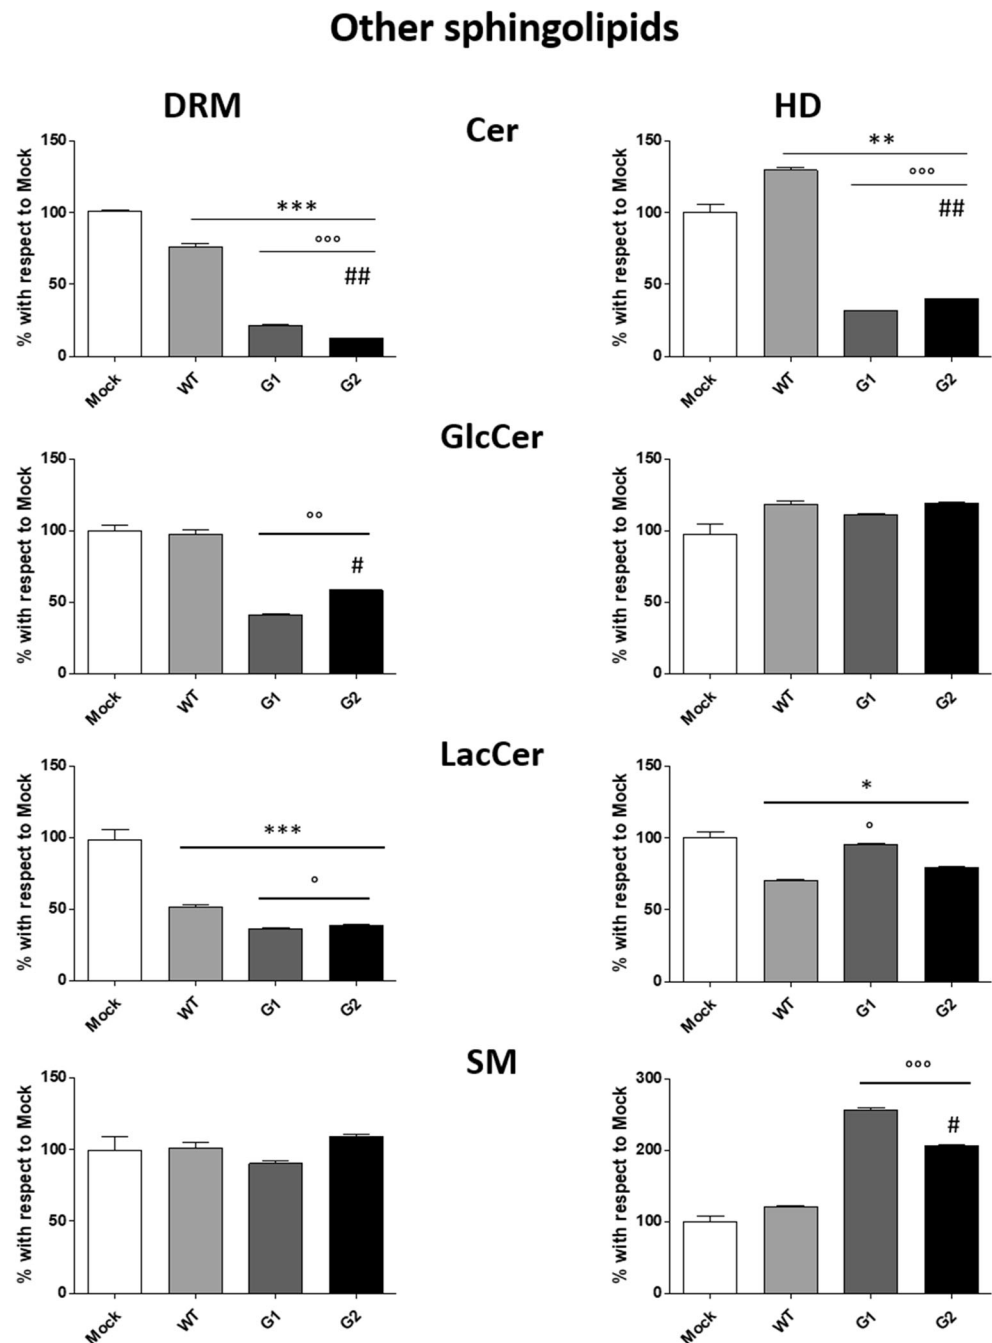 Other sphingolipids
DRM
HD
Cer
% with respect to Mock
150
100
50
0
***
°°°
##
Mock
WT
G1
G2
% with respect to Mock
150
100
50
0
**
°°°
##
Mock
WT
G1
G2
GlcCer
% with respect to Mock
150
100
50
0
°°
#
Mock
WT
G1
G2
% with respect to Mock
150
100
50
0
Mock
WT
G1
G2
LacCer
% with respect to Mock
150
100
50
0
***
°
Mock
WT
G1
G2
% with respect to Mock
150
100
50
0
*
°
Mock
WT
G1
G2
SM
% with respect to Mock
150
100
50
0
Mock
WT
G1
G2
% with respect to Mock
300
200
100
0
°°°
#
Mock
WT
G1
G2